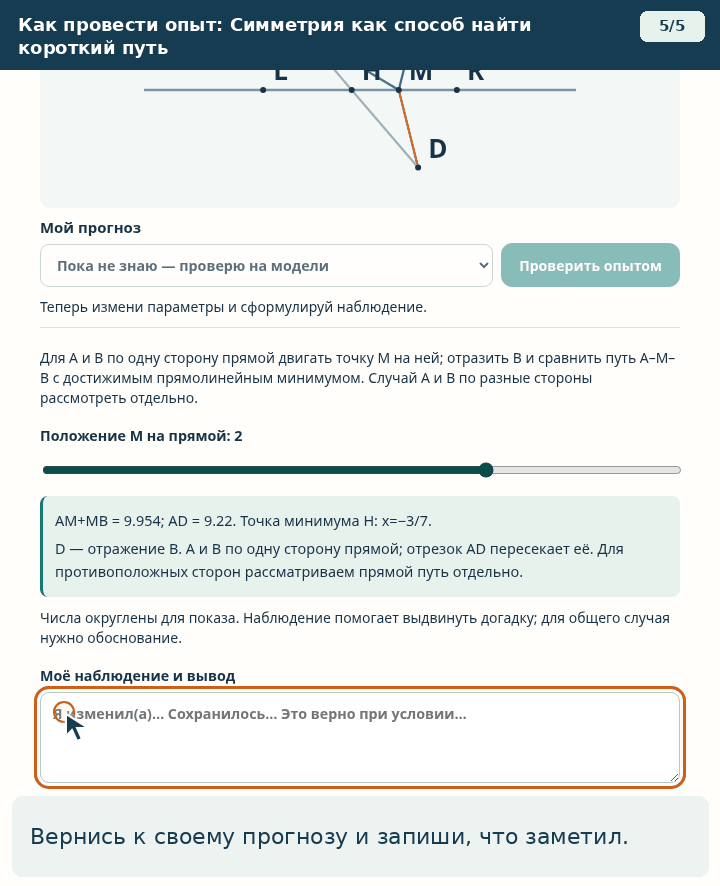 Как провести опыт: Симметрия как способ найти
короткий путь
5/5
L H M R
D
Мой прогноз
Пока не знаю — проверю на модели
Проверить опытом
Теперь измени параметры и сформулируй наблюдение.
Для A и B по одну сторону прямой двигать точку M на ней; отразить B и сравнить путь A–M–
B с достижимым прямолинейным минимумом. Случай A и B по разные стороны
рассмотреть отдельно.
Положение M на прямой: 2
AM+MB = 9.954; AD = 9.22. Точка минимума H: x=−3/7.
D — отражение B. A и B по одну сторону прямой; отрезок AD пересекает её. Для
противоположных сторон рассматриваем прямой путь отдельно.
Числа округлены для показа. Наблюдение помогает выдвинуть догадку; для общего случая
нужно обоснование.
Моё наблюдение и вывод
Я изменил(а)... Сохранилось... Это верно при условии...
Вернись к своему прогнозу и запиши, что заметил.